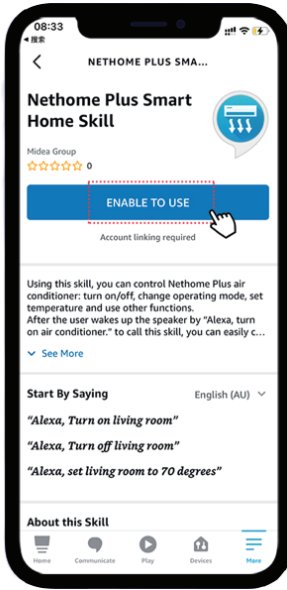 08:33
◀ 搜索
NETHOME PLUS SMA...
Nethome Plus Smart
Home Skill
Midea Group
0
ENABLE TO USE
Account linking required
Using this skill, you can control Nethome Plus air
conditioner: turn on/off, change operating mode, set
temperature and use other functions.
After the user wakes up the speaker by "Alexa, turn
on air conditioner." to call this skill, you can easily c...
See More
Start By Saying
English (AU)
"Alexa, Turn on living room"
"Alexa, Turn off living room"
"Alexa, set living room to 70 degrees"
About this Skill
Home
Communicate
Play
Devices
More